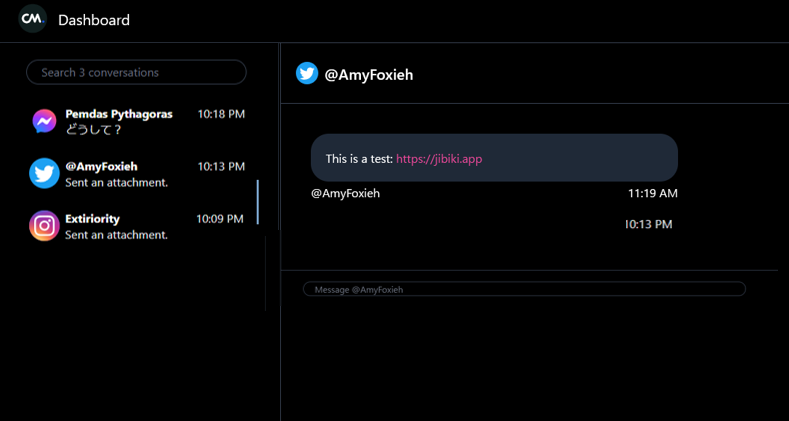 CM.
Dashboard
Search 3 conversations
Pemdas Pythagoras 10:18 PM
どうして？
@AmyFoxieh 10:13 PM
Sent an attachment.
Extiriority 10:09 PM
Sent an attachment.
@AmyFoxieh
This is a test: https://jibiki.app
@AmyFoxieh 11:19 AM
10:13 PM
Message @AmyFoxieh